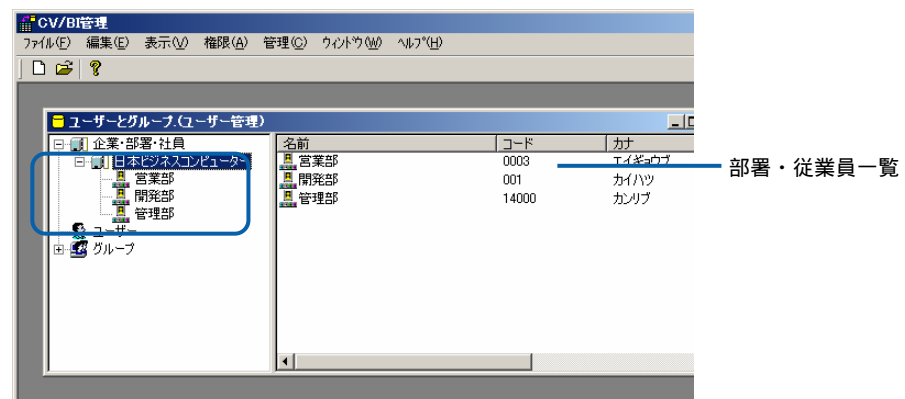 CV/BI管理
ファイル(F) 編集(E) 表示(V) 権限(A) 管理(C) ウィンドウ(W) ヘルプ(H)
ユーザーとグループ.(ユーザー管理)
企業・部署・社員
日本ビジネスコンピューター
営業部
開発部
管理部
ユーザー
グループ
名前 コード カナ
営業部 0003 エイギョウブ
開発部 001 カイハツ
管理部 14000 カンリブ
部署・従業員一覧